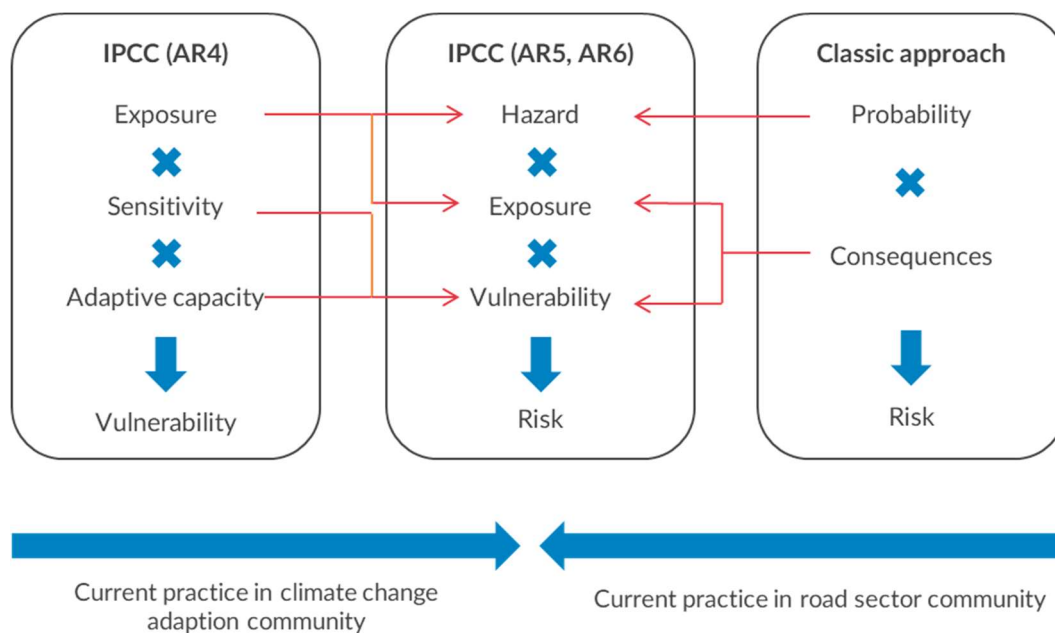 IPCC (AR4)
Exposure
Sensitivity
Adaptive capacity
Vulnerability
IPCC (AR5, AR6)
Hazard
Exposure
Vulnerability
Risk
Classic approach
Probability
Consequences
Risk
Current practice in climate change
adaption community
Current practice in road sector community